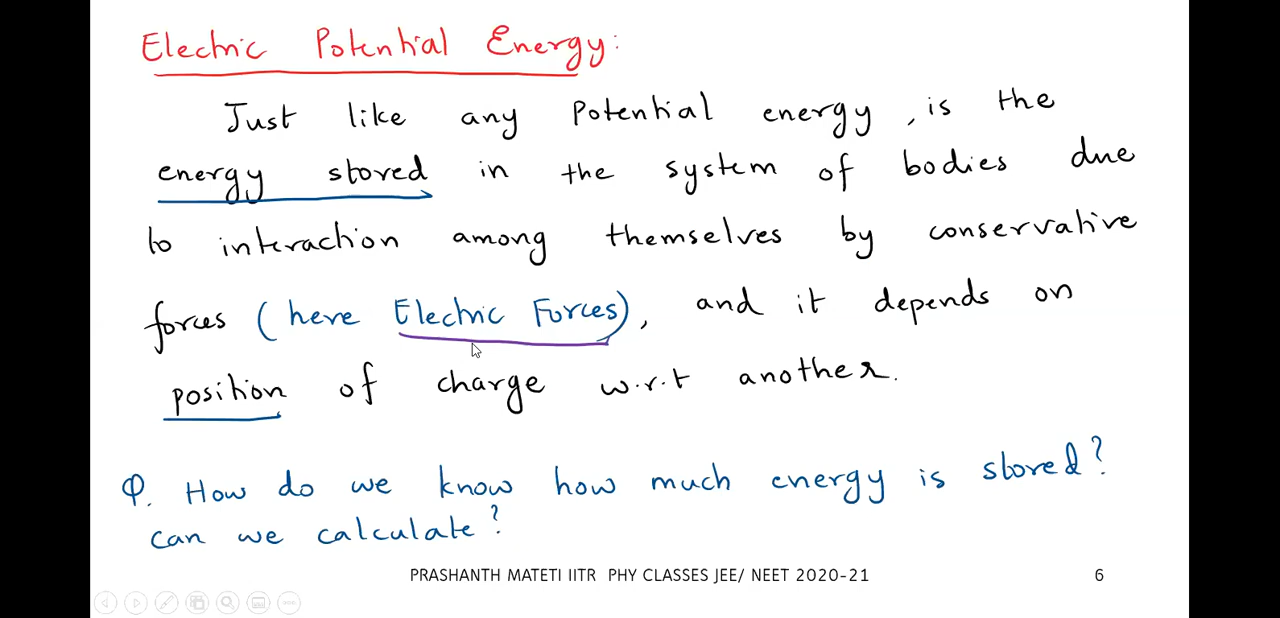 Electric Potential Energy:
Just like any Potential energy, is the
energy stored in the system of bodies due
to interaction among themselves by conservative
forces (here Electric Forces), and it depends on
position of charge w.r.t another.
Q. How do we know how much energy is stored?
can we calculate?
PRASHANTH MATETI IITR PHY CLASSES JEE/ NEET 2020-21 6